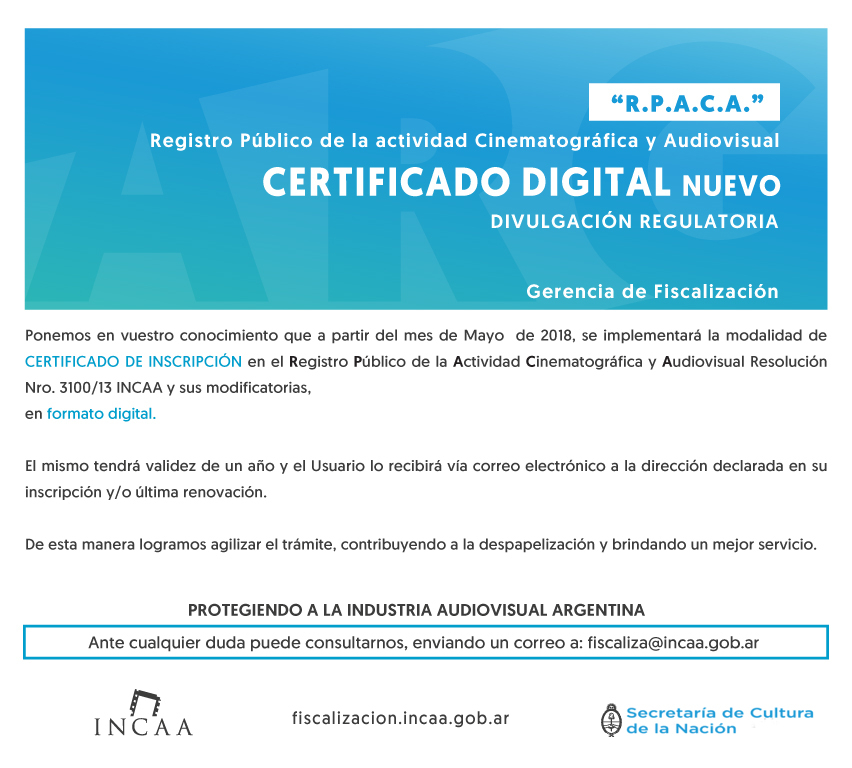 “R.P.A.C.A.”
Registro Público de la actividad Cinematográfica y Audiovisual
CERTIFICADO DIGITAL NUEVO
DIVULGACIÓN REGULATORIA
Gerencia de Fiscalización
Ponemos en vuestro conocimiento que a partir del mes de Mayo de 2018, se implementará la modalidad de
CERTIFICADO DE INSCRIPCIÓN en el Registro Público de la Actividad Cinematográfica y Audiovisual Resolución
Nro. 3100/13 INCAA y sus modificatorias,
en formato digital.
El mismo tendrá validez de un año y el Usuario lo recibirá vía correo electrónico a la dirección declarada en su
inscripción y/o última renovación.
De esta manera logramos agilizar el trámite, contribuyendo a la despapelización y brindando un mejor servicio.
PROTEGIENDO A LA INDUSTRIA AUDIOVISUAL ARGENTINA
Ante cualquier duda puede consultarnos, enviando un correo a: fiscaliza@incaa.gob.ar
INCAA
fiscalizacion.incaa.gob.ar
Secretaría de Cultura
de la Nación